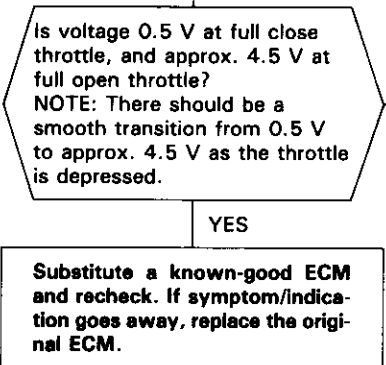 Is voltage 0.5 V at full close
throttle, and approx. 4.5 V at
full open throttle?
NOTE: There should be a
smooth transition from 0.5 V
to approx. 4.5 V as the throttle
is depressed.
YES
Substitute a known-good ECM
and recheck. If symptom/indica-
tion goes away, replace the origi-
nal ECM.